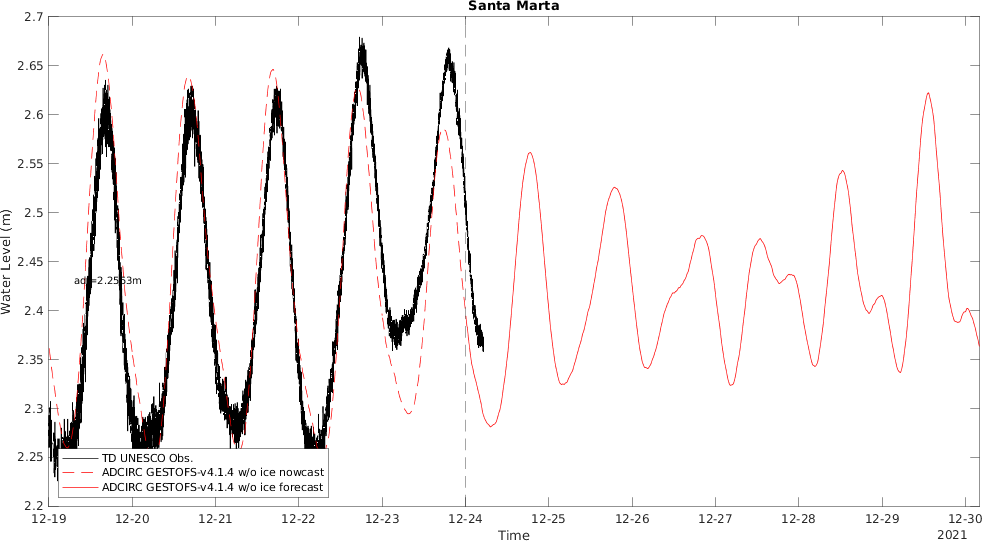 Santa Marta
2.7
2.65
2.6
2.55
2.5
2.45
2.4
2.35
2.3
2.25
2.2
Water Level (m)
TD UNESCO Obs.
ADCIRC GESTOFS-v4.1.4 w/o ice nowcast
ADCIRC GESTOFS-v4.1.4 w/o ice forecast
12-19 12-20 12-21 12-22 12-23 12-24 12-25 12-26 12-27 12-28 12-29 12-30
Time
2021